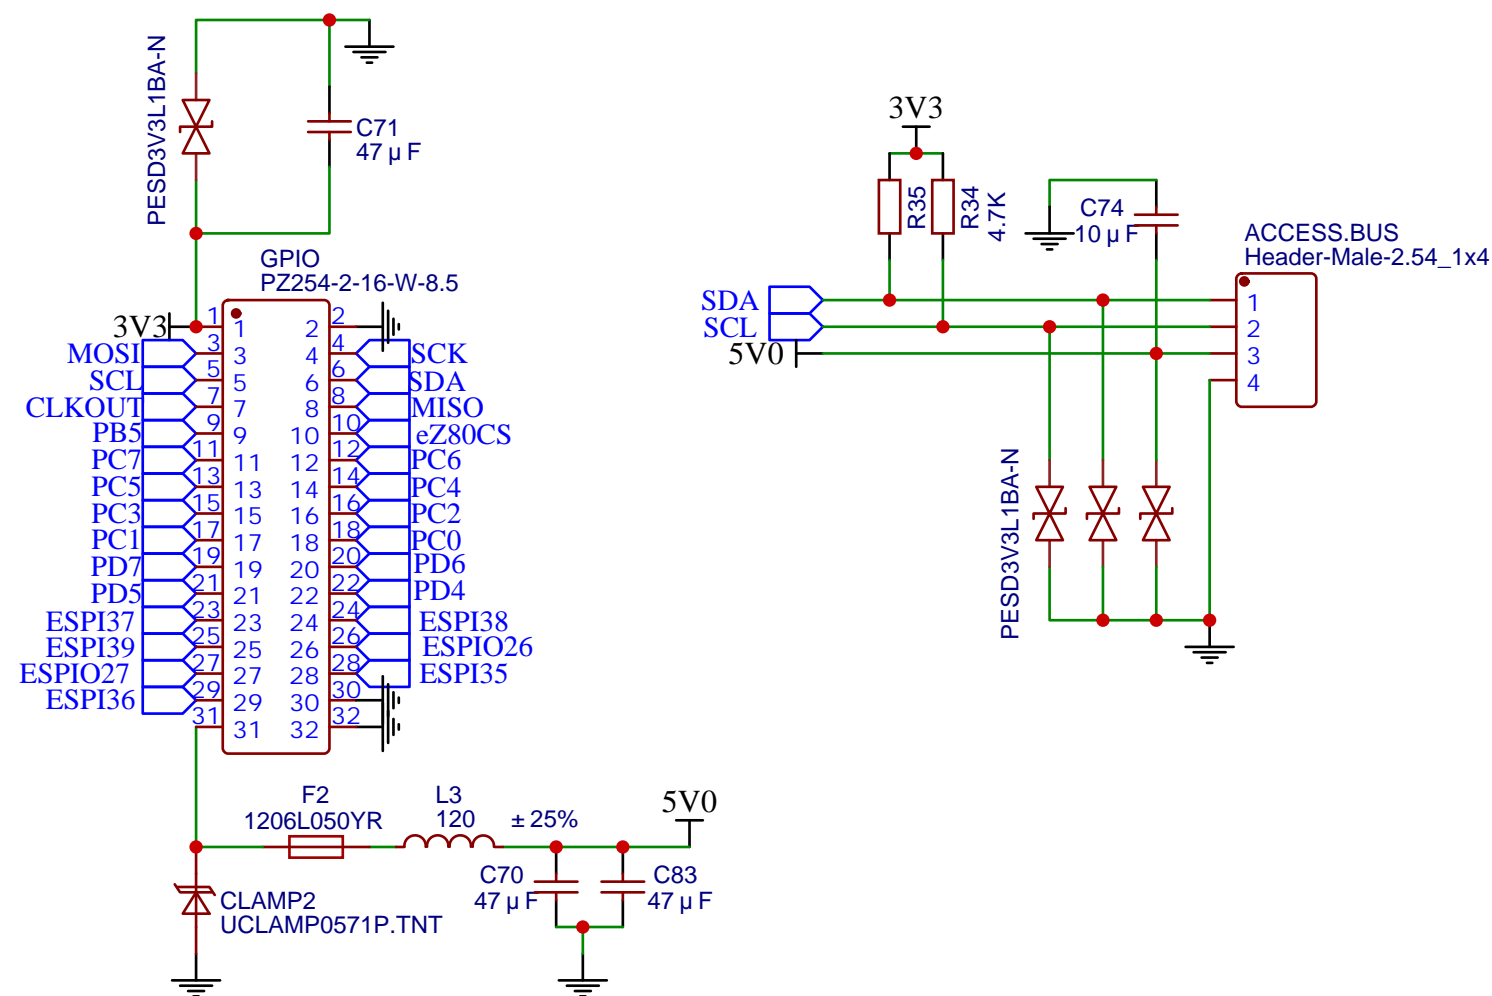 PESD3V3L1BA-N
C71
47 µF
GPIO
PZ254-2-16-W-8.5
3V3 1 1 2 2
MOSI 3 3 4 4 SCK
SCL 5 5 6 6 SDA
CLKOUT 7 7 8 8 MISO
PB5 9 9 10 10 eZ80CS
PC7 11 11 12 12 PC6
PC5 13 13 14 14 PC4
PC3 15 15 16 16 PC2
PC1 17 17 18 18 PC0
PD7 19 19 20 20 PD6
PD5 21 21 22 22 PD4
ESPI37 23 23 24 24 ESPI38
ESPI39 25 25 26 26 ESPIO26
ESPIO27 27 27 28 28 ESPI35
ESPI36 29 29 30 30
31 31 32 32
F2
1206L050YR
L3
120 ±25%
5V0
C70
47 µF
C83
47 µF
CLAMP2
UCLAMP0571P.TNT
3V3
R35
R34
4.7K
C74
10 µF
ACCESS.BUS
Header-Male-2.54_1x4
SDA 1
SCL 2
5V0 3
4
PESD3V3L1BA-N